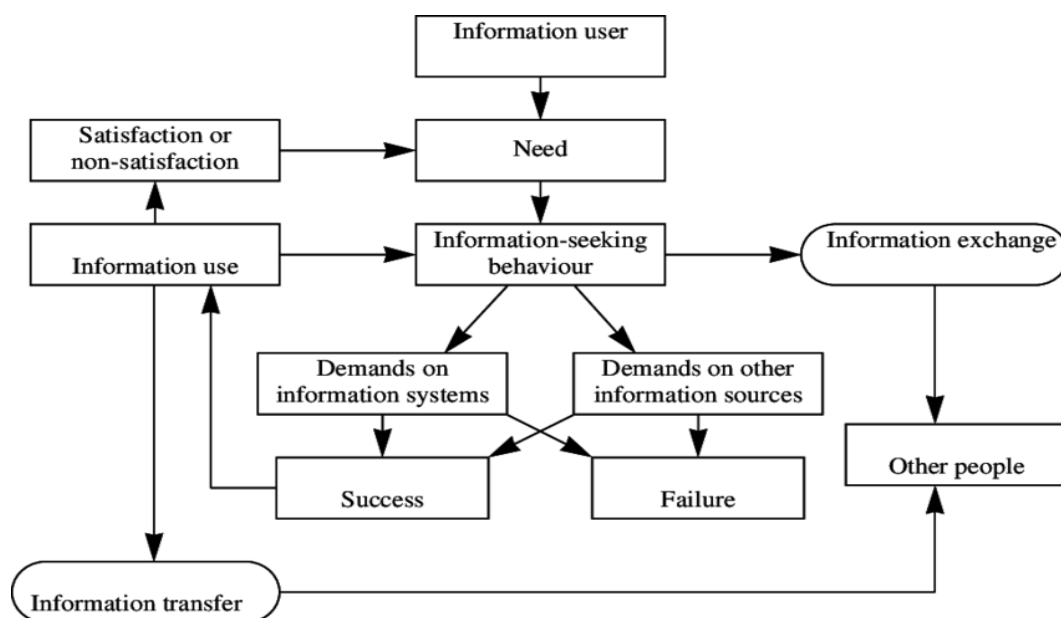 Information user
Satisfaction or
non-satisfaction
Need
Information use
Information-seeking
behaviour
Information exchange
Demands on
information systems
Demands on other
information sources
Success
Failure
Other people
Information transfer